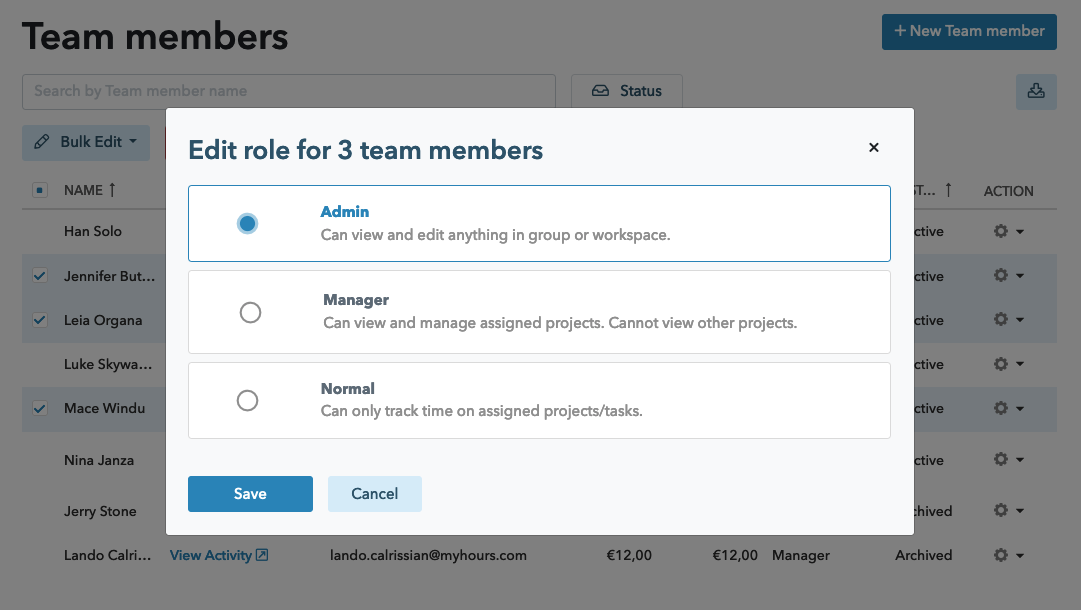 Team members
+ New Team member
Search by Team member name
Status
Bulk Edit
Edit role for 3 team members
×
NAME ↑
ST... ↑
ACTION
Admin
Can view and edit anything in group or workspace.
Han Solo
ctive
Jennifer But...
ctive
Manager
Can view and manage assigned projects. Cannot view other projects.
Leia Organa
ctive
Luke Skywa...
ctive
Normal
Can only track time on assigned projects/tasks.
Mace Windu
ctive
Nina Janza
ctive
Save
Cancel
Jerry Stone
chived
Lando Calri...
View Activity
lando.calrissian@myhours.com
€12,00
€12,00
Manager
Archived